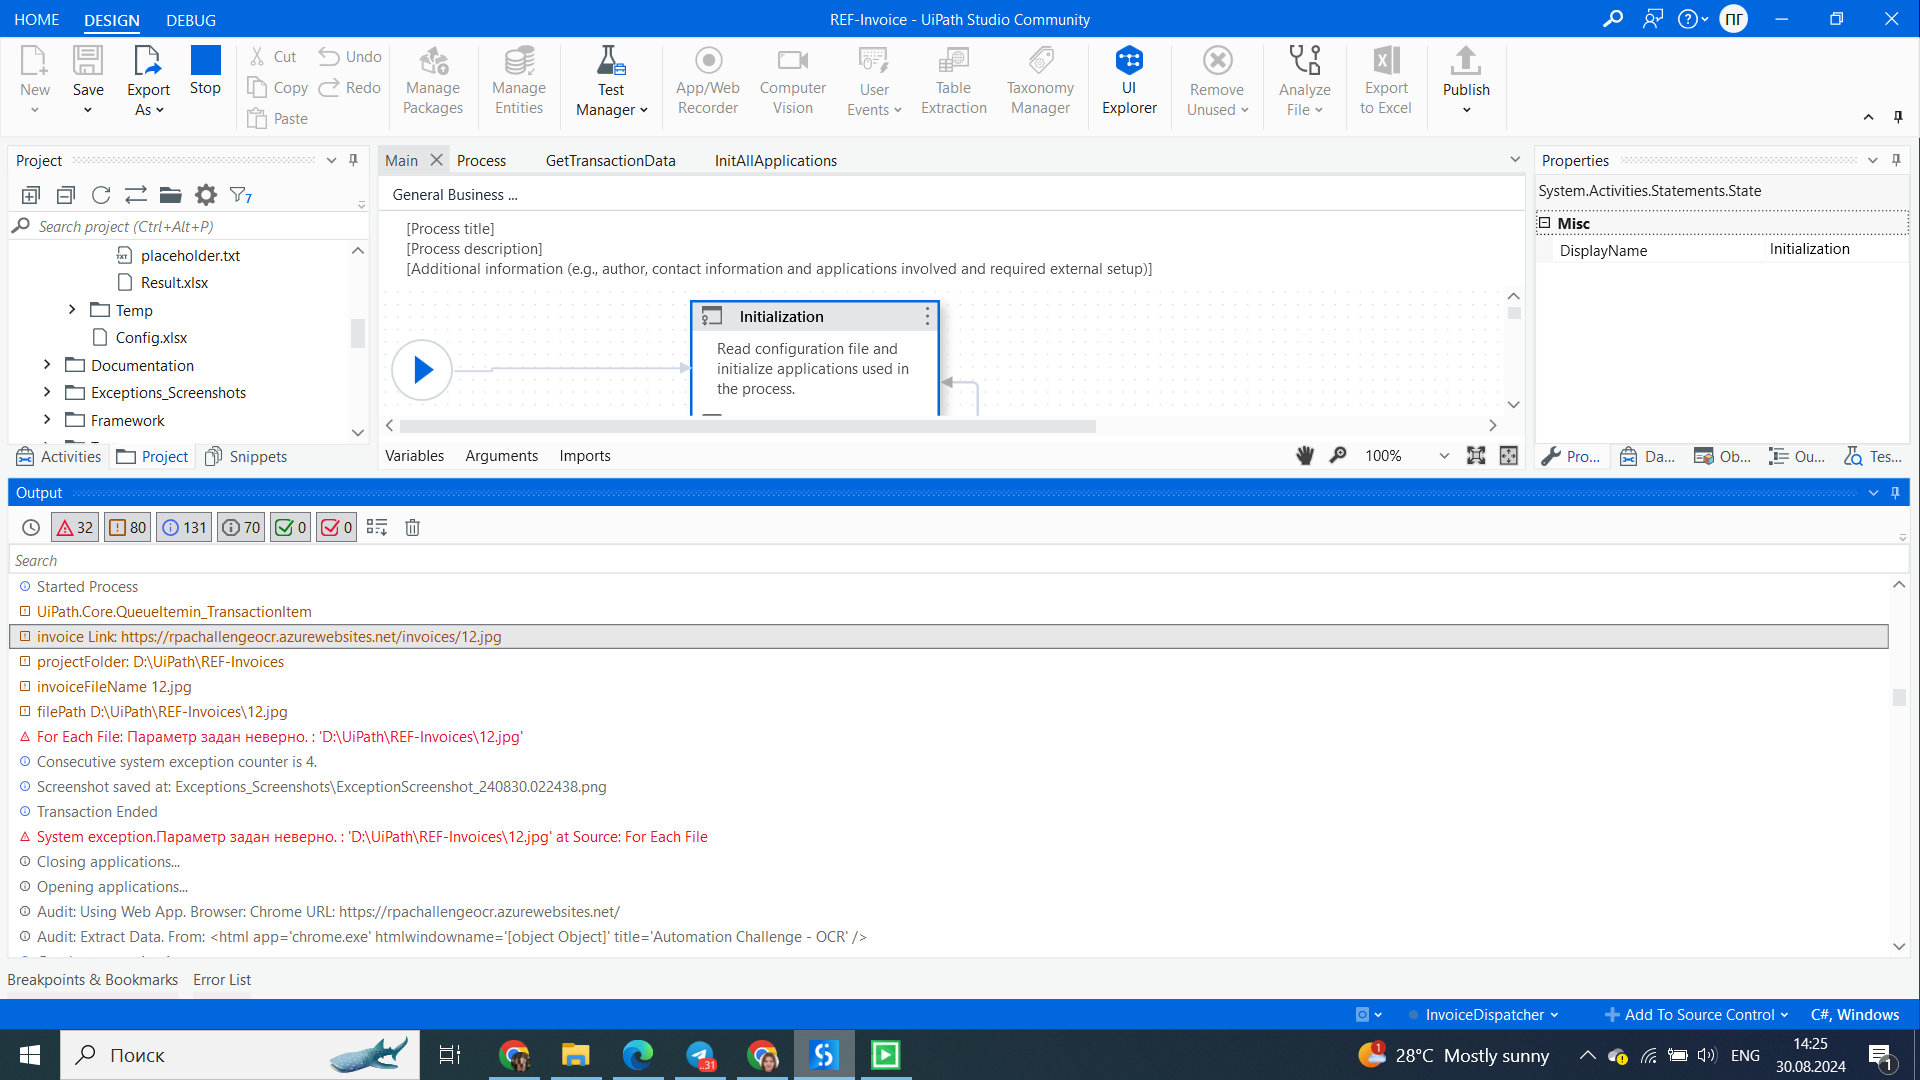 HOME DESIGN DEBUG
REF-Invoice - UiPath Studio Community
ПГ
New
Save
Export As
Stop
Cut
Copy
Paste
Undo
Redo
Manage Packages
Manage Entities
Test Manager
App/Web Recorder
Computer Vision
User Events
Table Extraction
Taxonomy Manager
UI Explorer
Remove Unused
Analyze File
Export to Excel
Publish
Project
7
Search project (Ctrl+Alt+P)
placeholder.txt
Result.xlsx
Temp
Config.xlsx
Documentation
Exceptions_Screenshots
Framework
Activities Project Snippets
Main Process GetTransactionData InitAllApplications
General Business ...
[Process title]
[Process description]
[Additional information (e.g., author, contact information and applications involved and required external setup)]
Initialization
Read configuration file and
initialize applications used in
the process.
Variables Arguments Imports
100%
Properties
System.Activities.Statements.State
Misc
DisplayName Initialization
Pro... Da... Ob... Ou... Tes...
Output
32 80 131 70 0 0
Search
Started Process
UiPath.Core.QueueItemin_TransactionItem
invoice Link: https://rpachallengeocr.azurewebsites.net/invoices/12.jpg
projectFolder: D:\UiPath\REF-Invoices
invoiceFileName 12.jpg
filePath D:\UiPath\REF-Invoices\12.jpg
For Each File: Параметр задан неверно. : 'D:\UiPath\REF-Invoices\12.jpg'
Consecutive system exception counter is 4.
Screenshot saved at: Exceptions_Screenshots\ExceptionScreenshot_240830.022438.png
Transaction Ended
System exception.Параметр задан неверно. : 'D:\UiPath\REF-Invoices\12.jpg' at Source: For Each File
Closing applications...
Opening applications...
Audit: Using Web App. Browser: Chrome URL: https://rpachallengeocr.azurewebsites.net/
Audit: Extract Data. From: <html app='chrome.exe' htmlwindowname='[object Object]' title='Automation Challenge - OCR' />
Breakpoints & Bookmarks Error List
InvoiceDispatcher Add To Source Control C#, Windows
Поиск
..31
1
28°C Mostly sunny
ENG
14:25
30.08.2024
1